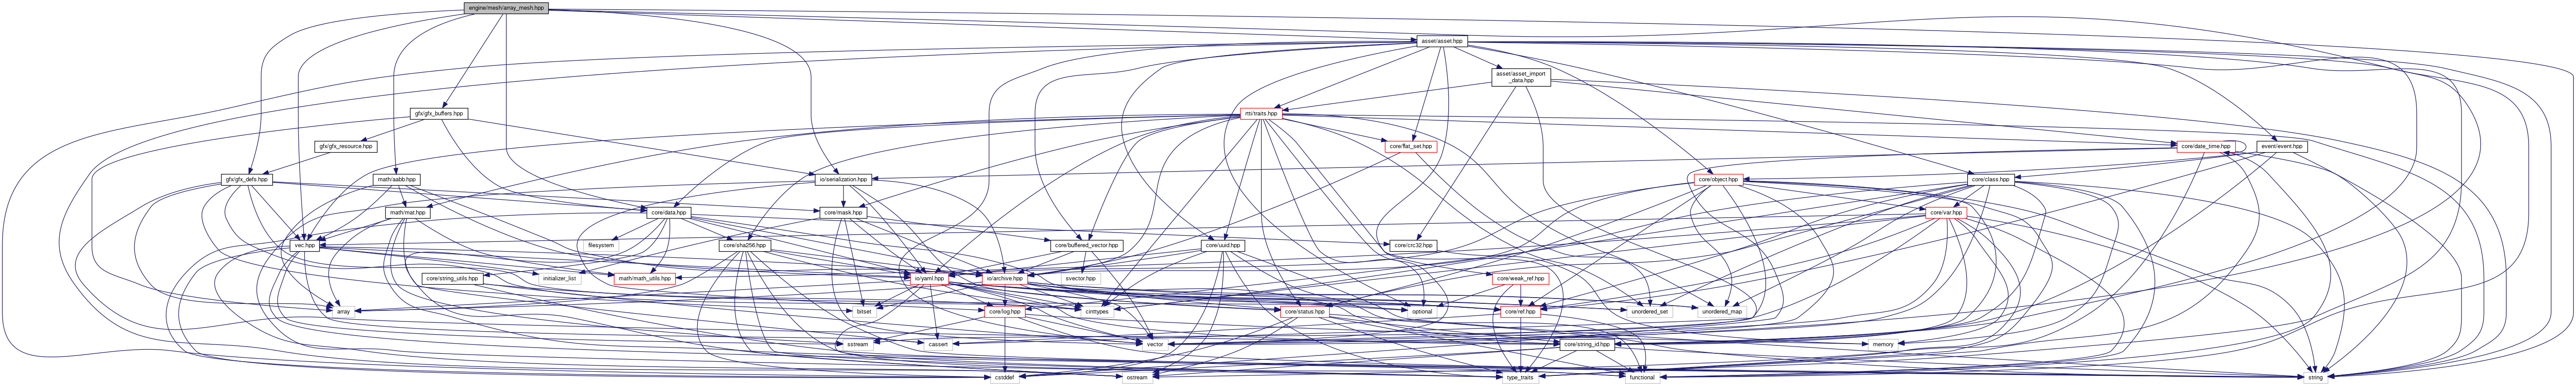 engine/mesh/array_mesh.hpp
asset/asset.hpp
asset/asset_import
_data.hpp
gfx/gfx_buffers.hpp
rtti/traits.hpp
gfx/gfx_resource.hpp
core/flat_set.hpp
core/date_time.hpp
event/event.hpp
gfx/gfx_defs.hpp
math/aabb.hpp
io/serialization.hpp
core/object.hpp
core/class.hpp
math/mat.hpp
core/data.hpp
core/mask.hpp
core/var.hpp
vec.hpp
filesystem
core/sha256.hpp
core/buffered_vector.hpp
core/uuid.hpp
core/crc32.hpp
core/string_utils.hpp
initializer_list
math/math_utils.hpp
io/yaml.hpp
io/archive.hpp
svector.hpp
core/weak_ref.hpp
array
bitset
core/log.hpp
cinttypes
core/status.hpp
optional
core/ref.hpp
unordered_set
unordered_map
sstream
cassert
vector
core/string_id.hpp
memory
cstddef
ostream
type_traits
functional
string